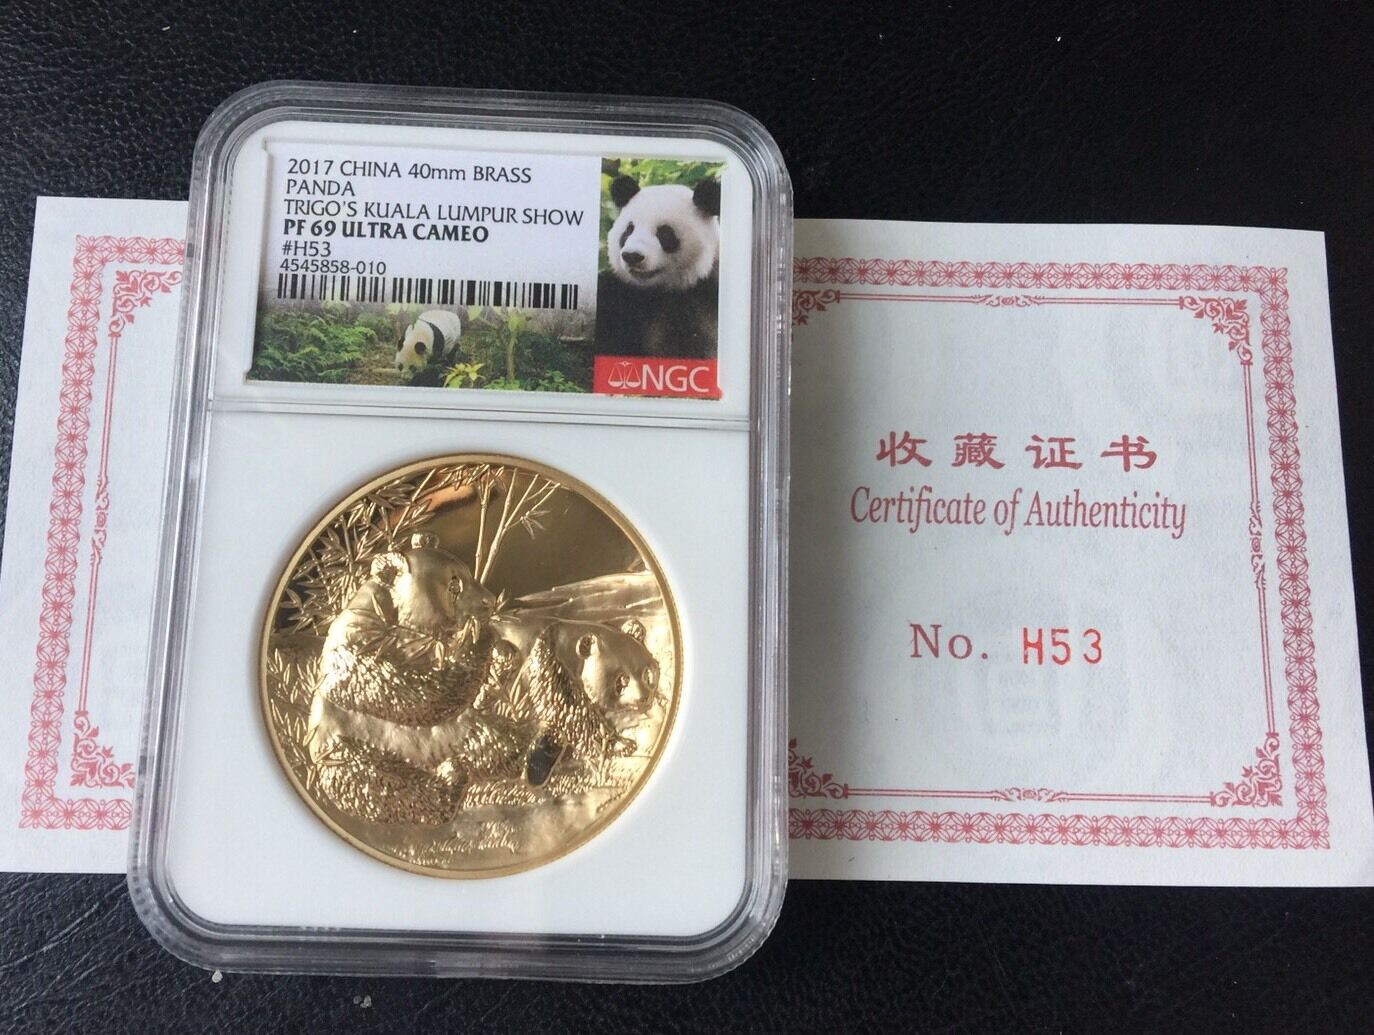 2017 CHINA 40mm BRASS
PANDA
TRIGO'S KUALA LUMPUR SHOW
PF 69 ULTRA CAMEO
#H53
4545858-010
NGC
收藏证书
Certificate of Authenticity
No. H53